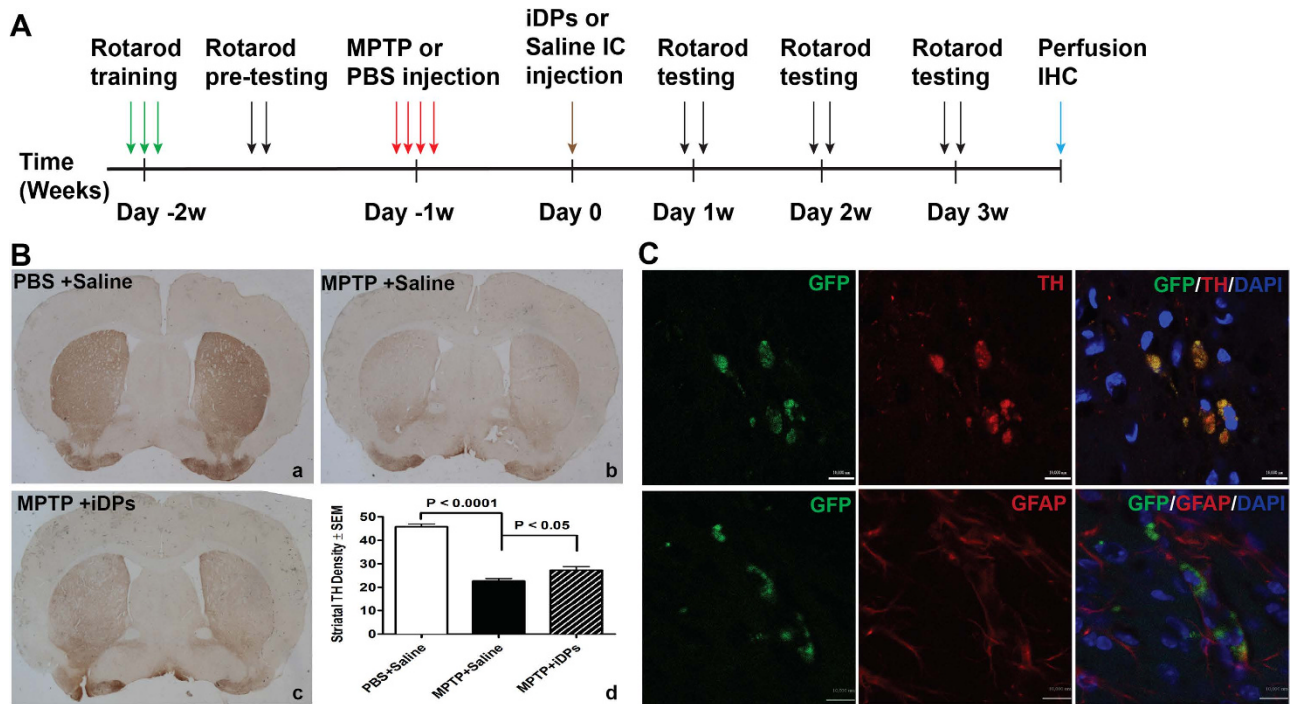 A
Rotarod training
Rotarod pre-testing
MPTP or PBS injection
iDPs or Saline IC injection
Rotarod testing
Rotarod testing
Rotarod testing
Perfusion IHC
Time (Weeks)
Day -2w
Day -1w
Day 0
Day 1w
Day 2w
Day 3w
B
PBS +Saline
a
MPTP +Saline
b
MPTP +iDPs
c
Striatal TH Density ± SEM
50
40
30
20
10
0
P < 0.0001
P < 0.05
PBS+Saline
MPTP+Saline
MPTP+iDPs
d
C
GFP
TH
GFP/TH/DAPI
GFP
GFAP
GFP/GFAP/DAPI